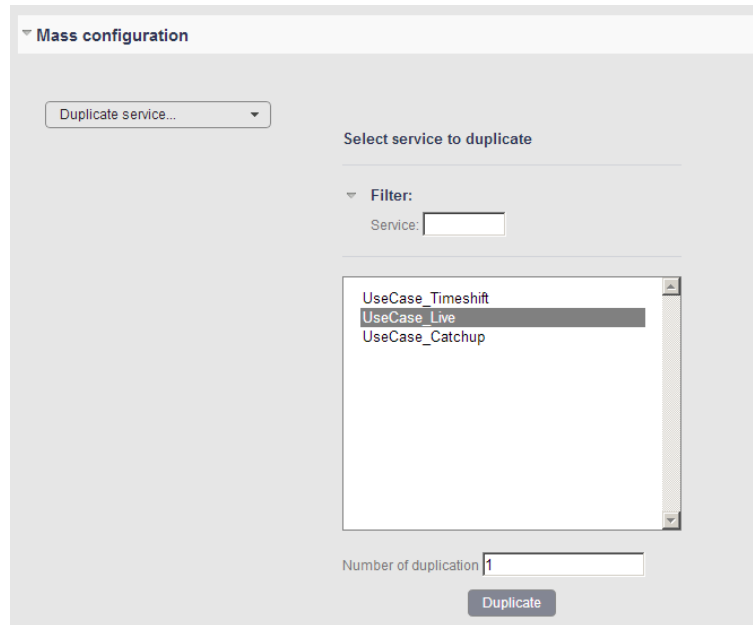 Mass configuration
Duplicate service...
Select service to duplicate
Filter:
Service:
UseCase_Timeshift
UseCase_Live
UseCase_Catchup
Number of duplication 1
Duplicate